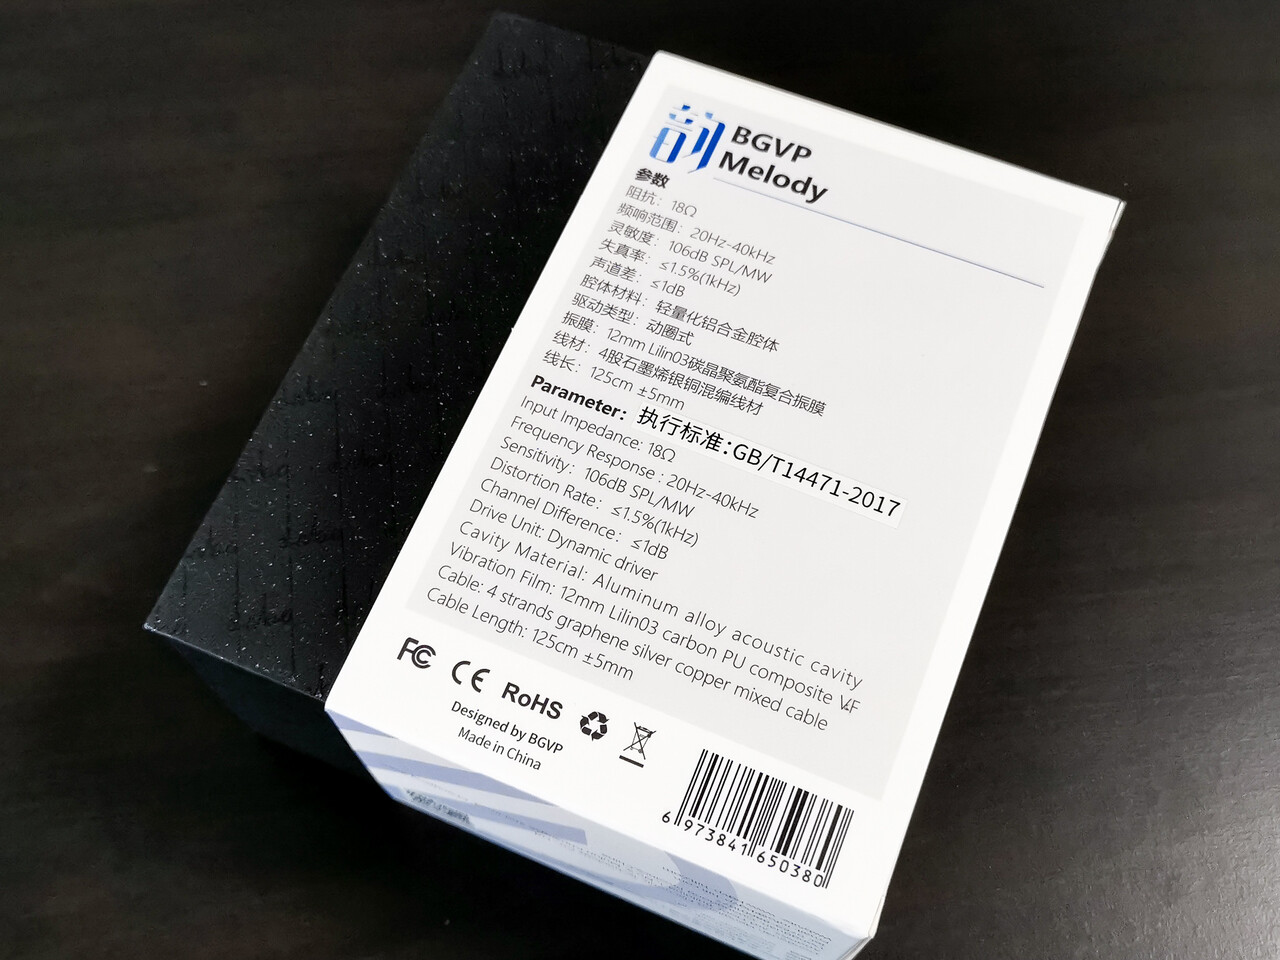 韵
BGVP
Melody
参数
阻抗：18Ω
频响范围：20Hz-40kHz
灵敏度：106dB SPL/MW
失真率：≤1.5%(1kHz)
声道差：≤1dB
腔体材料：轻量化铝合金腔体
驱动类型：动圈式
振膜：12mm Lilin03碳晶聚氨酯复合振膜
线材：4股石墨烯银铜混编线材
线长：125cm ±5mm
执行标准:GB/T14471-2017
Parameter:
Input Impedance: 18Ω
Frequency Response : 20Hz-40kHz
Sensitivity: 106dB SPL/MW
Distortion Rate: ≤1.5%(1kHz)
Channel Difference: ≤1dB
Drive Unit: Dynamic driver
Cavity Material: Aluminum alloy acoustic cavity
Vibration Film: 12mm Lilin03 carbon PU composite V-F
Cable: 4 strands graphene silver copper mixed cable
Cable Length: 125cm ±5mm
FC CE RoHS
Designed by BGVP
Made in China
6 973841 650380